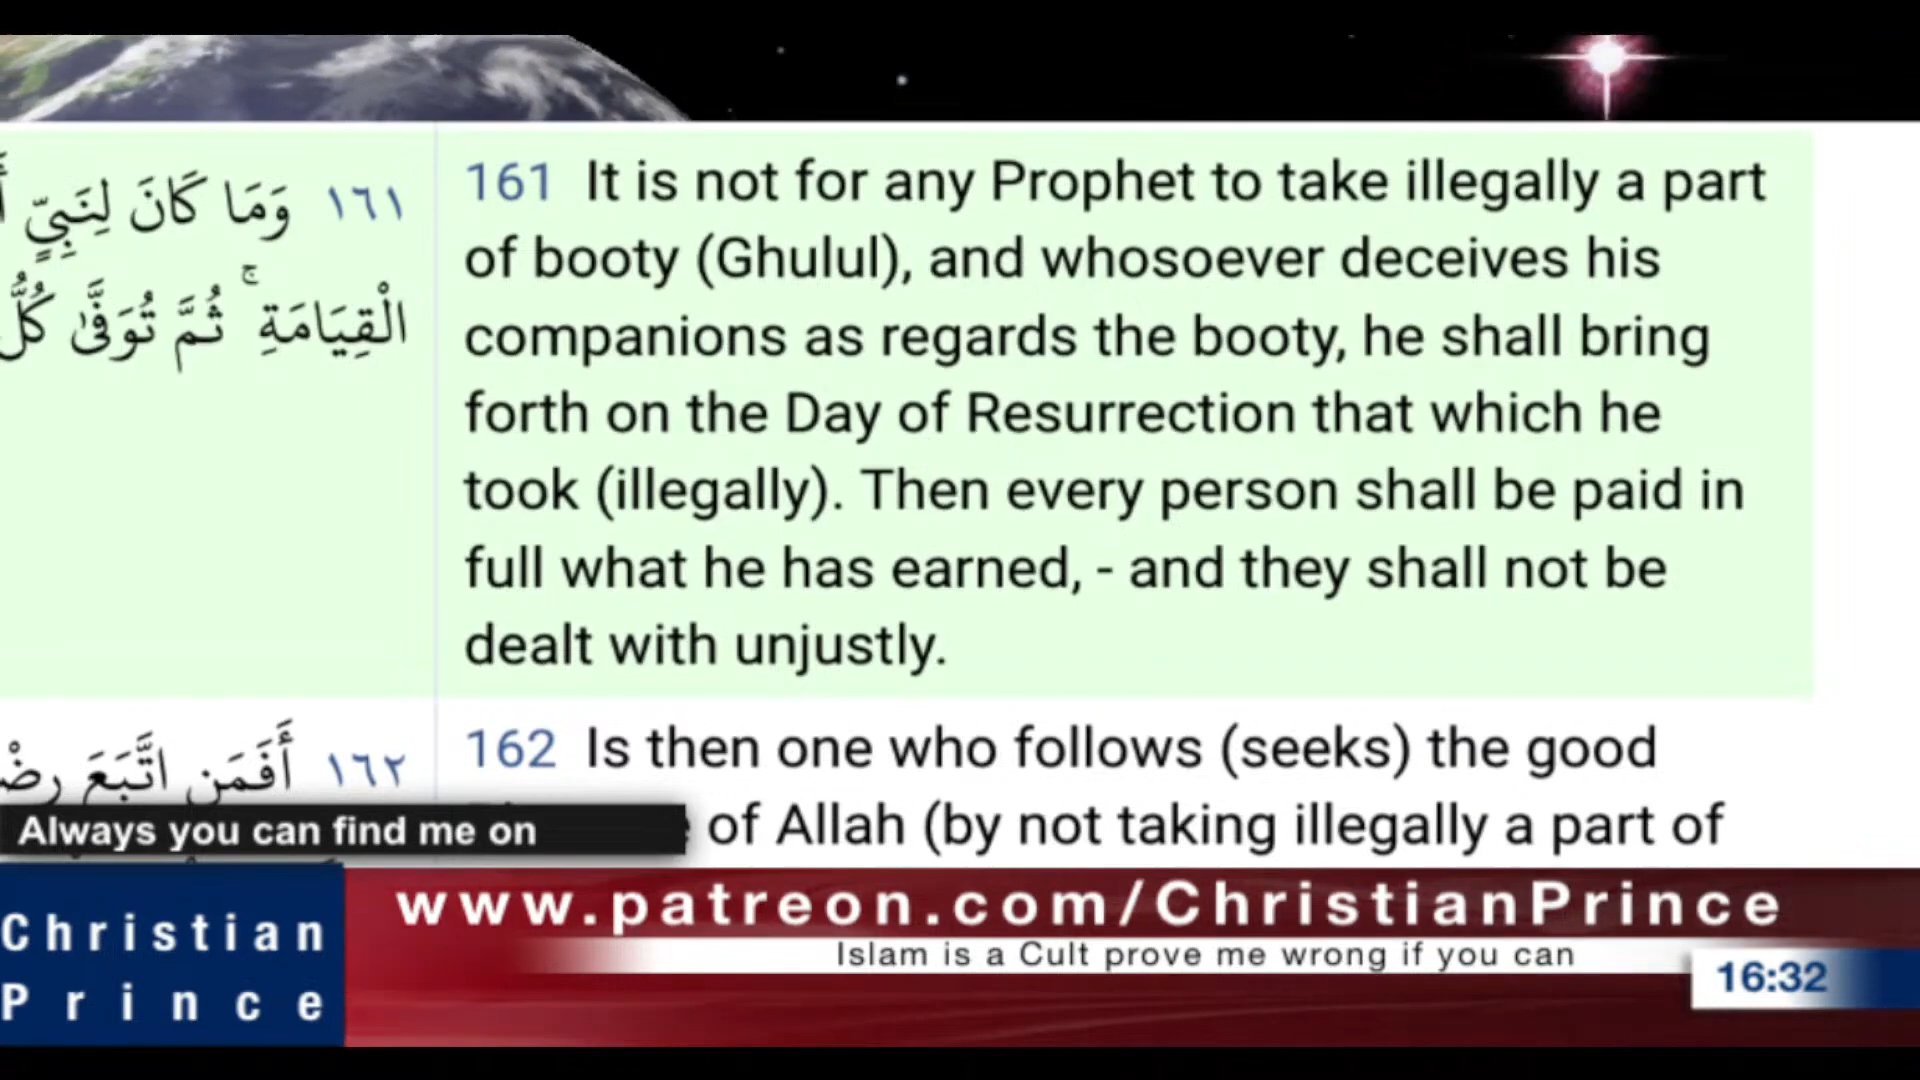 ١٦١ وَمَا كَانَ لِنَبِيٍّ
الْقِيَامَةِ ۚ ثُمَّ تُوَفَّىٰ كُلُّ
161 It is not for any Prophet to take illegally a part
of booty (Ghulul), and whosoever deceives his
companions as regards the booty, he shall bring
forth on the Day of Resurrection that which he
took (illegally). Then every person shall be paid in
full what he has earned, - and they shall not be
dealt with unjustly.
١٦٢ أَفَمَنِ اتَّبَعَ
162 Is then one who follows (seeks) the good
of Allah (by not taking illegally a part of
Always you can find me on
Christian
Prince
www.patreon.com/ChristianPrince
Islam is a Cult prove me wrong if you can
16:32